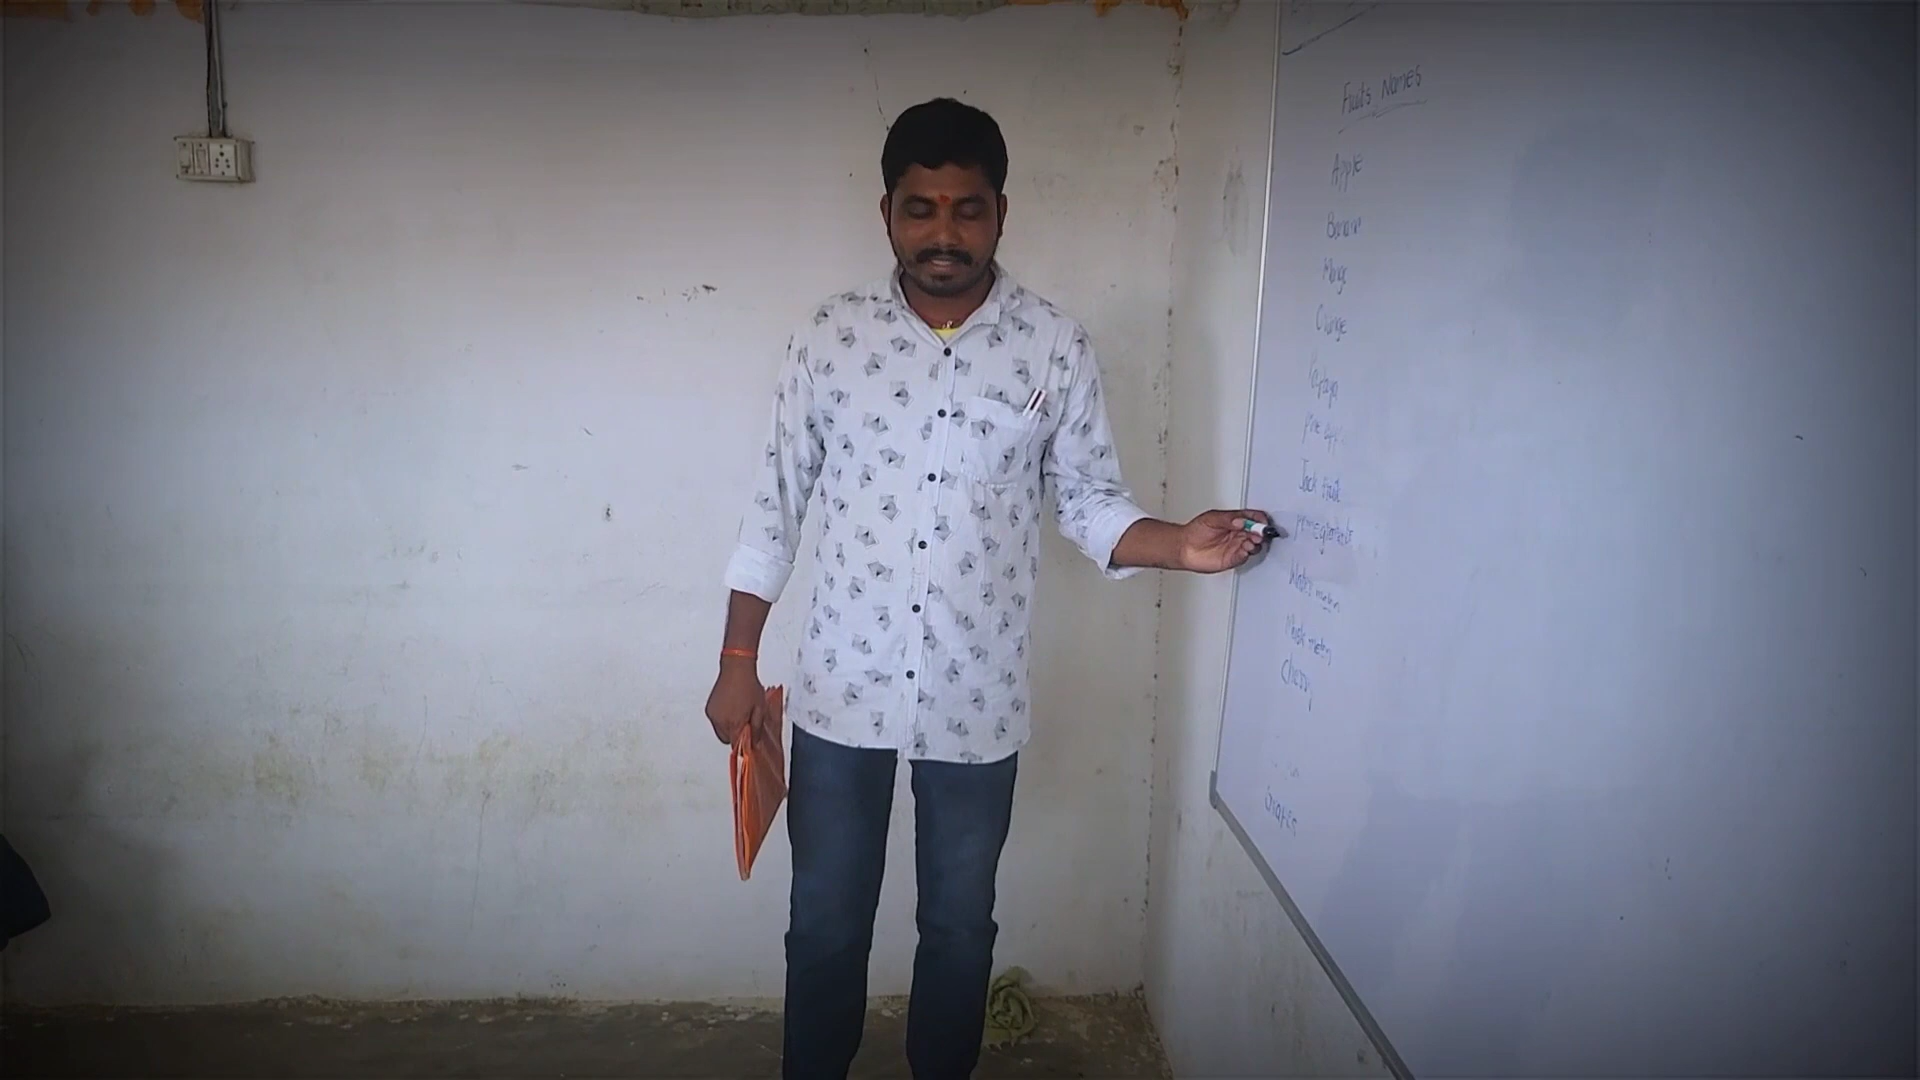 Fruits Names
Apple
Banana
Mango
Orange
Papaya
pine apple
Jack fruit
pomegranate
Water melon
Musk melon
Cherry
Grapes